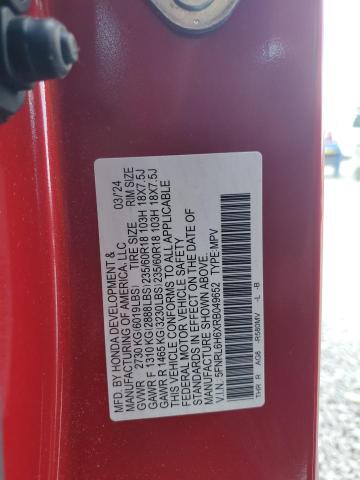 MFD. BY HONDA DEVELOPMENT &
MANUFACTURING OF AMERICA, LLC 03/'24
GVWR 2730 KG(6019LBS) TIRE SIZE RIM SIZE
GAWR F 1310 KG(2888LBS)235/60R18 103H 18X7.5J
GAWR R 1465 KG(3230LBS)235/60R18 103H 18X7.5J
THIS VEHICLE CONFORMS TO ALL APPLICABLE
FEDERAL MOTOR VEHICLE SAFETY
STANDARDS IN EFFECT ON THE DATE OF
MANUFACTURE SHOWN ABOVE.
V.I.N. 5FNRL6H6XRB049652 TYPE:MPV
THR R AG8 -R580MV -L -B